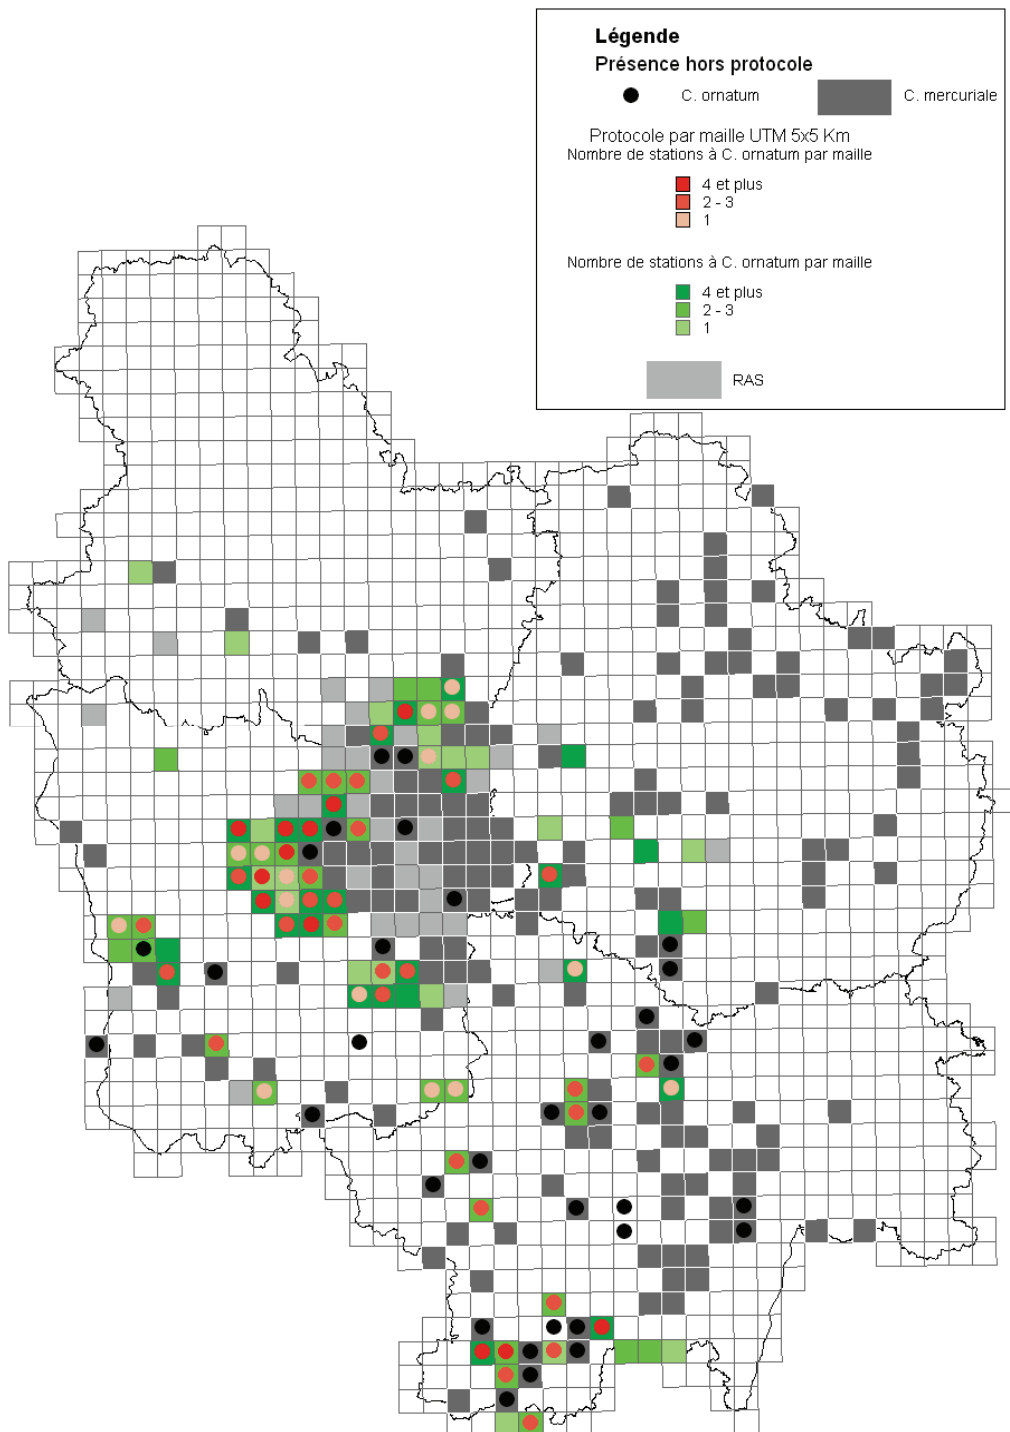 Légende
Présence hors protocole
C. ornatum
C. mercuriale
Protocole par maille UTM 5x5 Km
Nombre de stations à C. ornatum par maille
4 et plus
2 - 3
1
Nombre de stations à C. ornatum par maille
4 et plus
2 - 3
1
RAS